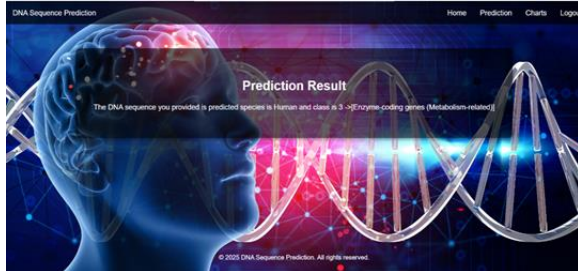 DNA Sequence Prediction Home Prediction Charts Logou
Prediction Result
The DNA sequence you provided is predicted species is Human and class is 3 ->[Enzyme-coding genes (Metabolism-related)]
© 2025 DNA Sequence Prediction. All rights reserved.